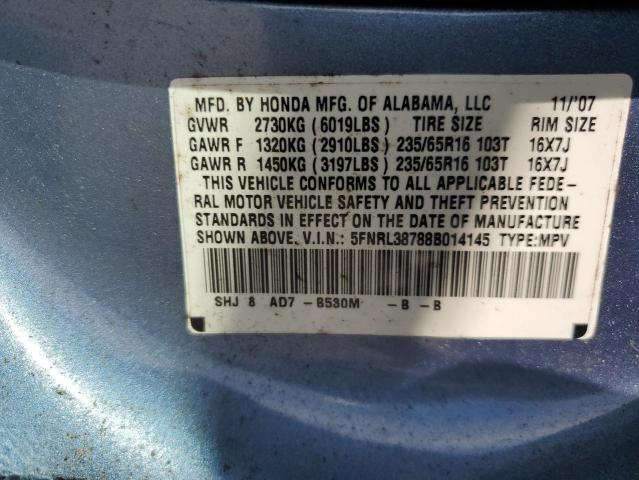 MFD. BY HONDA MFG. OF ALABAMA, LLC 11/'07
GVWR 2730KG (6019LBS) TIRE SIZE RIM SIZE
GAWR F 1320KG (2910LBS) 235/65R16 103T 16X7J
GAWR R 1450KG (3197LBS) 235/65R16 103T 16X7J
THIS VEHICLE CONFORMS TO ALL APPLICABLE FEDE-
RAL MOTOR VEHICLE SAFETY AND THEFT PREVENTION
STANDARDS IN EFFECT ON THE DATE OF MANUFACTURE
SHOWN ABOVE. V.I.N.: 5FNRL38788B014145 TYPE:MPV
SHJ 8 AD7 -B530M -B -B